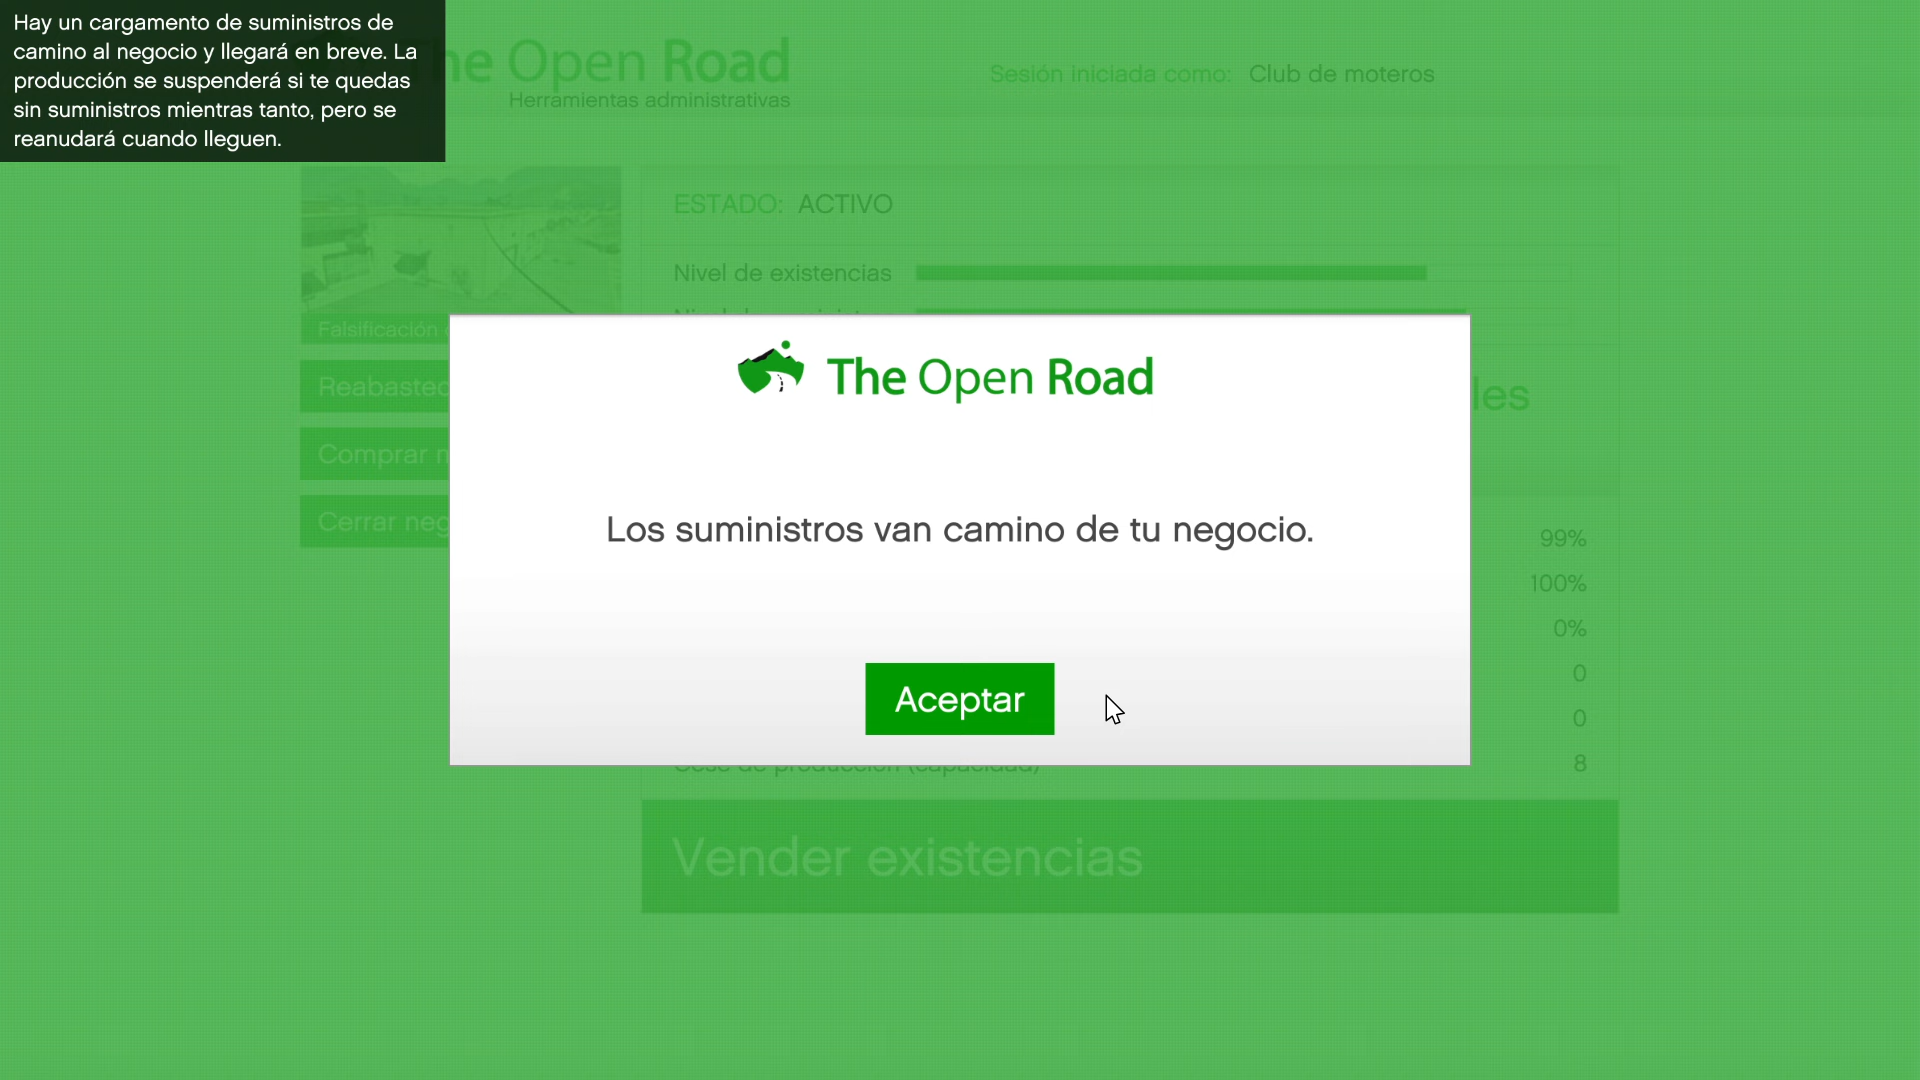 Hay un cargamento de suministros de
camino al negocio y llegará en breve. La
producción se suspenderá si te quedas
sin suministros mientras tanto, pero se
reanudará cuando lleguen.
The Open Road
Herramientas administrativas
Sesión iniciada como: Club de moteros
ESTADO: ACTIVO
Nivel de existencias
Falsificación
Comprar
Cerrar
The Open Road
Los suministros van camino de tu negocio.
Aceptar
99%
100%
0%
0
0
8
Vender existencias